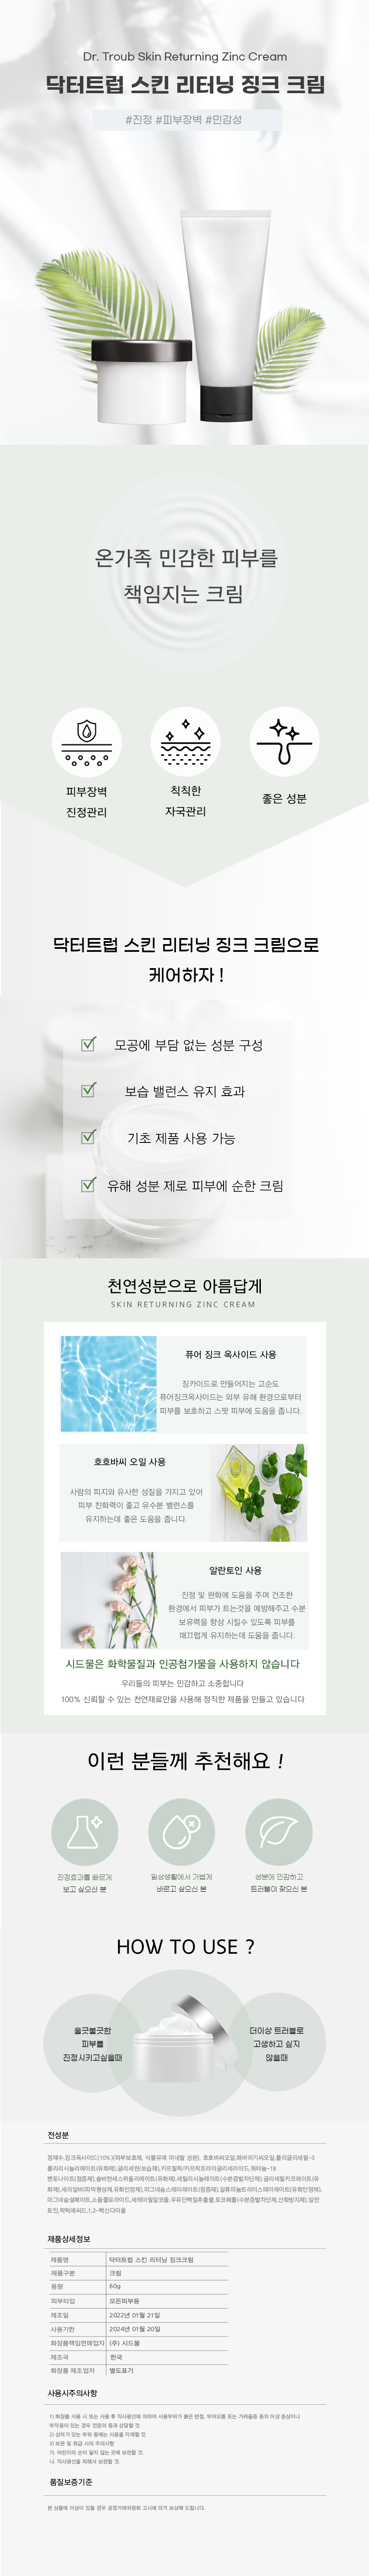 Dr. Troub Skin Returning Zinc Cream
닥터트럽 스킨 리터닝 징크 크림
#진정 #피부장벽 #민감성
온가족 민감한 피부를
책임지는 크림
피부장벽
진정관리
칙칙한
자국관리
좋은 성분
닥터트럽 스킨 리터닝 징크 크림으로
케어하자 !
모공에 부담 없는 성분 구성
보습 밸런스 유지 효과
기초 제품 사용 가능
유해 성분 제로 피부에 순한 크림
천연성분으로 아름답게
SKIN RETURNING ZINC CREAM
퓨어 징크 옥사이드 사용
징카이드로 만들어지는 고순도
퓨어징크옥사이드는 외부 유해 환경으로부터
피부를 보호하고 스팟 피부에 도움을 줍니다.
호호바씨 오일 사용
사람의 피지와 유사한 성질을 가지고 있어
피부 친화력이 좋고 유수분 밸런스를
유지하는데 좋은 도움을 줍니다.
알란토인 사용
진정 및 완화에 도움을 주며 건조한
환경에서 피부가 트는것을 예방해주고 수분
보유력을 향상 시킬수 있도록 피부를
매끄럽게 유지하는데 도움을 줍니다.
시드물은 화학물질과 인공첨가물을 사용하지 않습니다
우리들의 피부는 민감하고 소중합니다
100% 신뢰할 수 있는 천연재료만을 사용해 정직한 제품을 만들고 있습니다
이런 분들께 추천해요 !
진정효과를 빠르게
보고 싶으신 분
일상생활에서 가볍게
바르고 싶으신 분
성분에 민감하고
트러블이 잦으신 분
HOW TO USE ?
울긋불긋한
피부를
진정시키고싶을때
더이상 트러블로
고생하고 싶지
않을때
전성분
정제수,징크옥사이드(10%)(피부보호제, 식물유래 미네랄 성분), 호호바씨오일,해바라기씨오일,폴리글리세릴-3
폴리리시놀리에이트(유화제),글리세린(보습제),카프릴릭/카프릭트라이글리세라이드,쿼터늄-18
벤토나이트(점증제),솔비탄세스퀴올리에이트(유화제),세틸리시놀레이트(수분증발차단제),글리세릴카프레이트(유
화제),세라알바(피막형성제,유화안정제),마그네슘스테아레이트(점증제),알류미늄트라이스테아레이트(유화안정제),
마그네슘설페이트,소듐클로라이드,세테아릴알코올,우유단백질추출물,토코페롤(수분증발차단제,산화방지제),알란
토인,락틱애씨드,1,2-헥산다이올
제품상세정보
제품명 닥터트럽 스킨 리터닝 징크크림
제품구분 크림
용량 60g
피부타입 모든피부용
제조일 2022년 01월 21일
사용기한 2024년 01월 20일
화장품책임판매업자 (주) 시드물
제조국 한국
화장품 제조업자 별도표기
사용시주의사항
1) 화장품 사용 시 또는 사용 후 직사광선에 의하여 사용부위가 붉은 반점, 부어오름 또는 가려움증 등의 이상 증상이나
부작용이 있는 경우 전문의 등과 상담할 것.
2) 상처가 있는 부위 등에는 사용을 자제할 것.
3) 보관 및 취급 시의 주의사항
가. 어린이의 손이 닿지 않는 곳에 보관할 것.
나. 직사광선을 피해서 보관할 것.
품질보증기준
본 상품에 이상이 있을 경우 공정거래위원회 고시에 의거 보상해 드립니다.